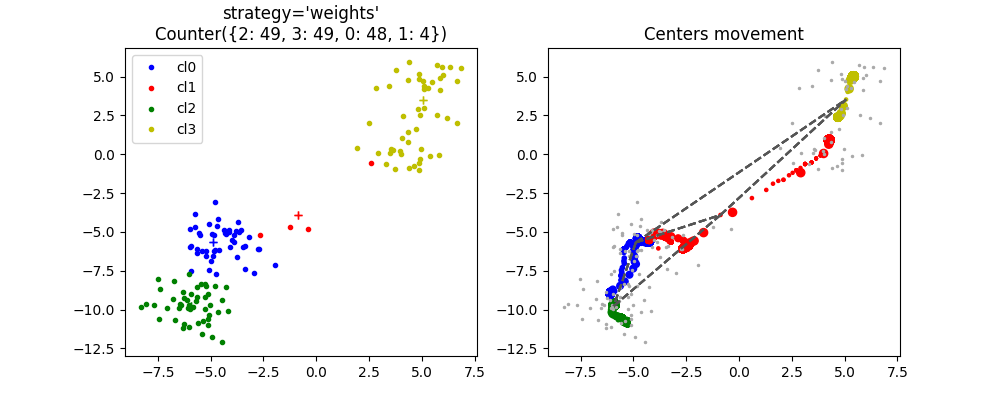 strategy='weights'
Counter({2: 49, 3: 49, 0: 48, 1: 4})
Centers movement
cl0
cl1
cl2
cl3
5.0
2.5
0.0
−2.5
−5.0
−7.5
−10.0
−12.5
−7.5 −5.0 −2.5 0.0 2.5 5.0 7.5
5.0
2.5
0.0
−2.5
−5.0
−7.5
−10.0
−12.5
−7.5 −5.0 −2.5 0.0 2.5 5.0 7.5